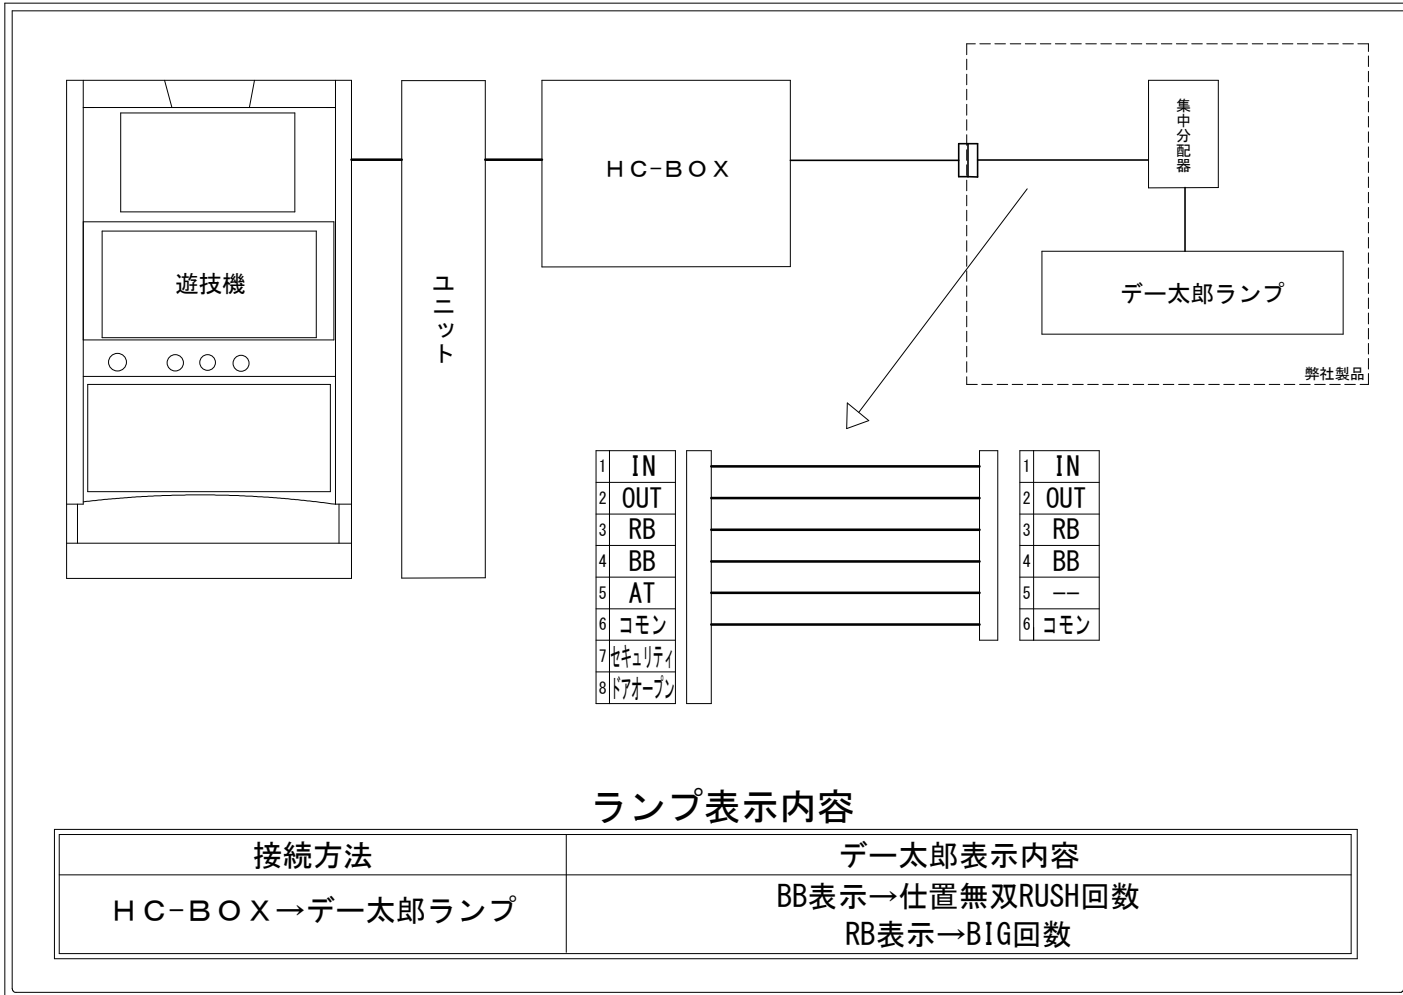 遊技機
ユニット
HC-BOX
集中分配器
デー太郎ランプ
弊社製品
1 IN
2 OUT
3 RB
4 BB
5 AT
6 コモン
7 セキュリティ
8 ドアオープン
1 IN
2 OUT
3 RB
4 BB
5 --
6 コモン
ランプ表示内容
接続方法 デー太郎表示内容
HC-BOX→デー太郎ランプ
BB表示→仕置無双RUSH回数
RB表示→BIG回数